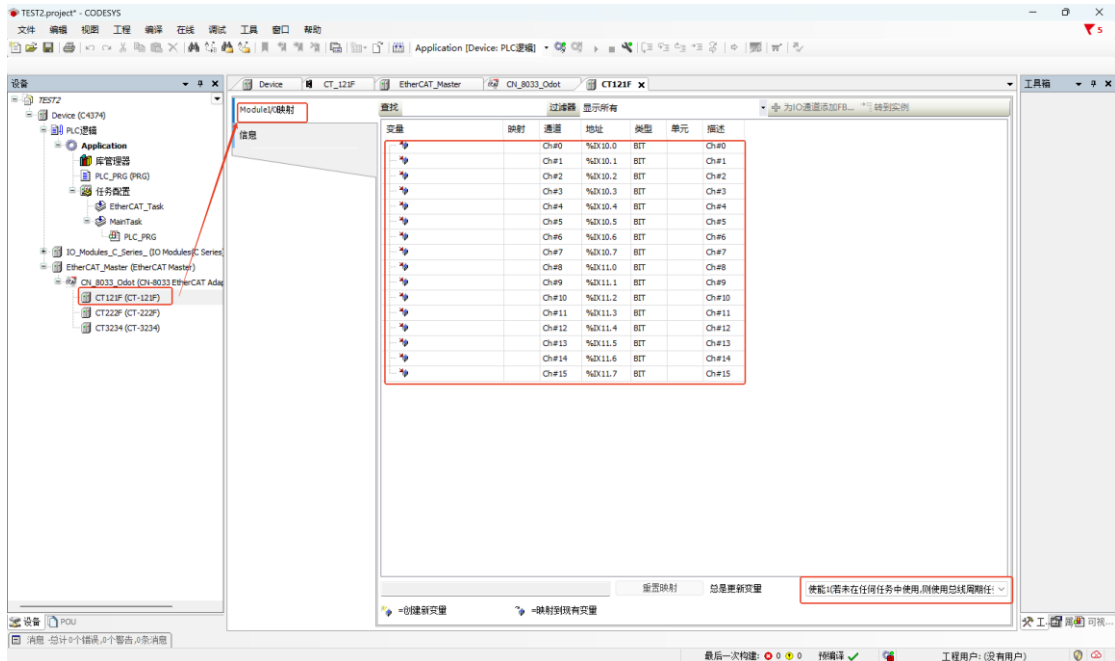 TEST2.project* - CODESYS
文件 编辑 视图 工程 编译 在线 调试 工具 窗口 帮助
5
Application [Device: PLC逻辑]
设备
Device
CT_121F
EtherCAT_Master
CN_8033_Odot
CT121F
工具箱
TEST2
Device (C4374)
PLC逻辑
Application
库管理器
PLC_PRG (PRG)
任务配置
EtherCAT_Task
MainTask
PLC_PRG
IO_Modules_C_Series_ (IO Modules(C Series)
EtherCAT_Master (EtherCAT Master)
CN_8033_Odot (CN-8033 EtherCAT Adap
CT121F (CT-121F)
CT222F (CT-222F)
CT3234 (CT-3234)
ModuleI/O映射
信息
查找 过滤器 显示所有 为IO通道添加FB... 转到实例
变量 映射 通道 地址 类型 单元 描述
Ch#0 %IX10.0 BIT Ch#0
Ch#1 %IX10.1 BIT Ch#1
Ch#2 %IX10.2 BIT Ch#2
Ch#3 %IX10.3 BIT Ch#3
Ch#4 %IX10.4 BIT Ch#4
Ch#5 %IX10.5 BIT Ch#5
Ch#6 %IX10.6 BIT Ch#6
Ch#7 %IX10.7 BIT Ch#7
Ch#8 %IX11.0 BIT Ch#8
Ch#9 %IX11.1 BIT Ch#9
Ch#10 %IX11.2 BIT Ch#10
Ch#11 %IX11.3 BIT Ch#11
Ch#12 %IX11.4 BIT Ch#12
Ch#13 %IX11.5 BIT Ch#13
Ch#14 %IX11.6 BIT Ch#14
Ch#15 %IX11.7 BIT Ch#15
重置映射 总是更新变量 使能1(若未在任何任务中使用,则使用总线周期任
=创建新变量 =映射到现有变量
设备 POU
工. 属 可视...
消息 -总计0个错误,0个警告,0条消息
最后一次构建: 0 0 预编译 工程用户: (没有用户)